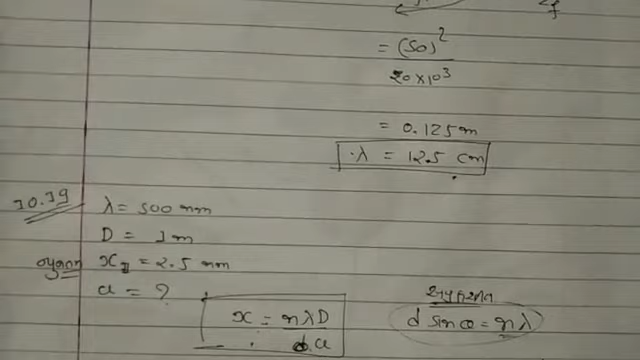 = (50)²
20 × 10³
= 0.125 m
λ = 12.5 cm
10.19
λ = 500 nm
D = 1 m
x₁ = 2.5 mm
a = ?
x = nλD
d.a
d sin θ = nλ